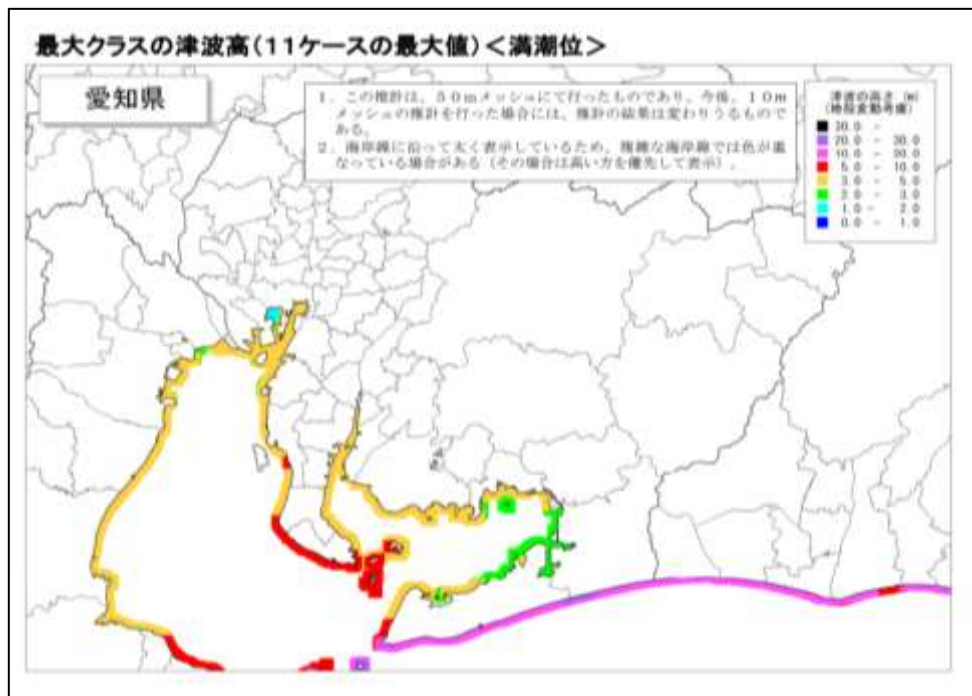 最大クラスの津波高(11ケースの最大値)<満潮位>
愛知県
1. この推計は、50mメッシュにて行ったものであり、今後、10m
メッシュの推計を行った場合には、推計の結果は変わりうるもので
ある。
2. 海岸線に沿って太く表示しているため、複雑な海岸線では色が重
なっている場合がある(その場合は高い方を優先して表示)。
津波の高さ (m)
(地殻変動考慮)
30.0 -
20.0 - 30.0
10.0 - 20.0
5.0 - 10.0
3.0 - 5.0
2.0 - 3.0
1.0 - 2.0
0.0 - 1.0